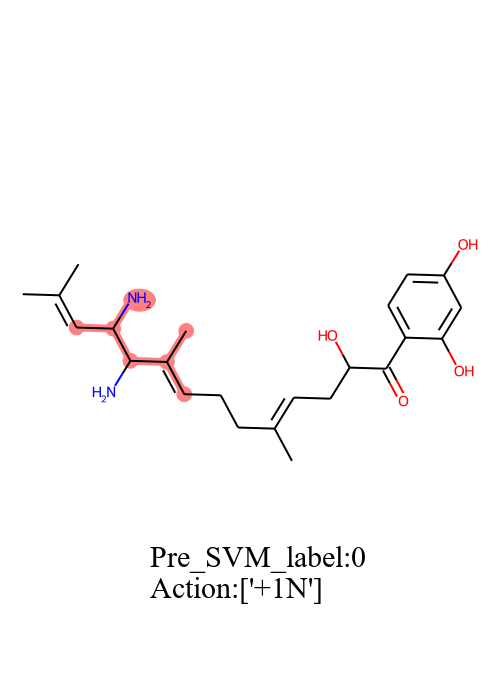 OH
NH2
HO
H2N
OH
O
Pre_SVM_label:0
Action:['+1N']